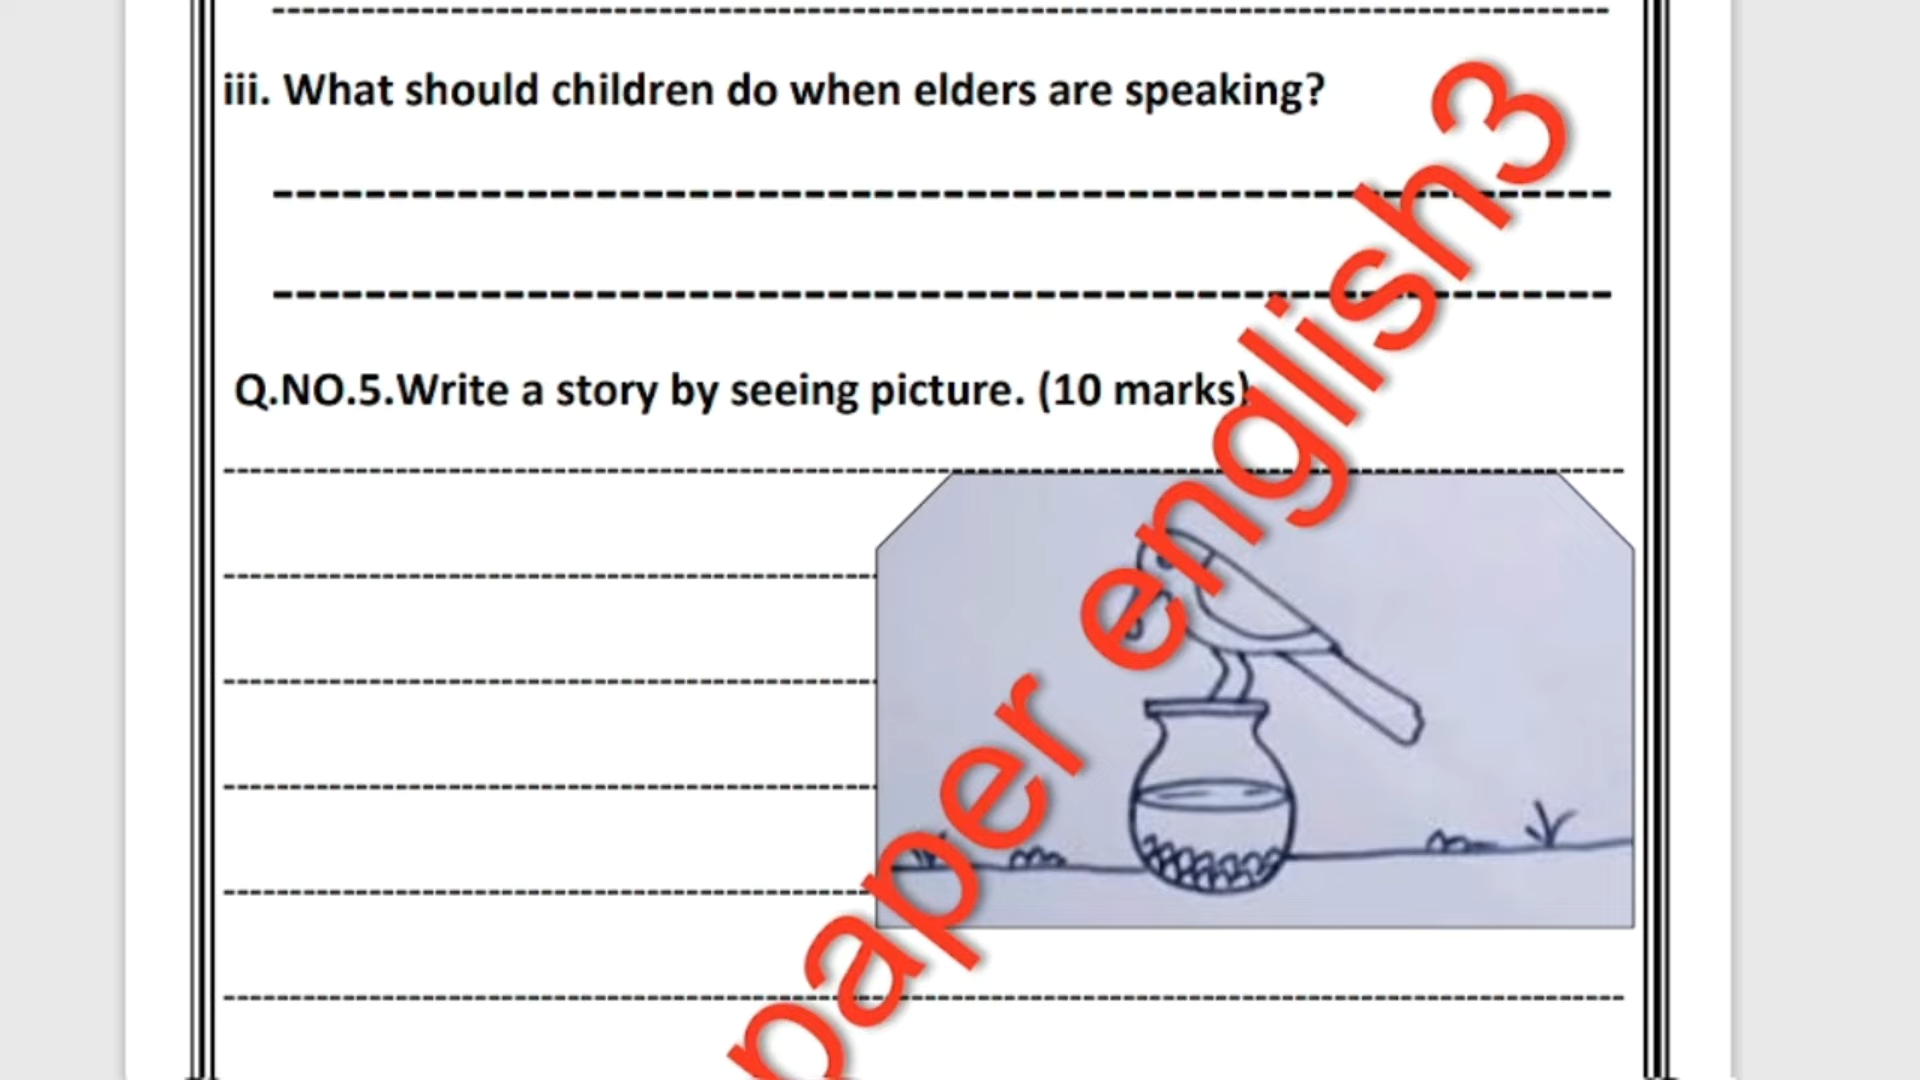 iii. What should children do when elders are speaking?
Q.NO.5.Write a story by seeing picture. (10 marks)
paper english3